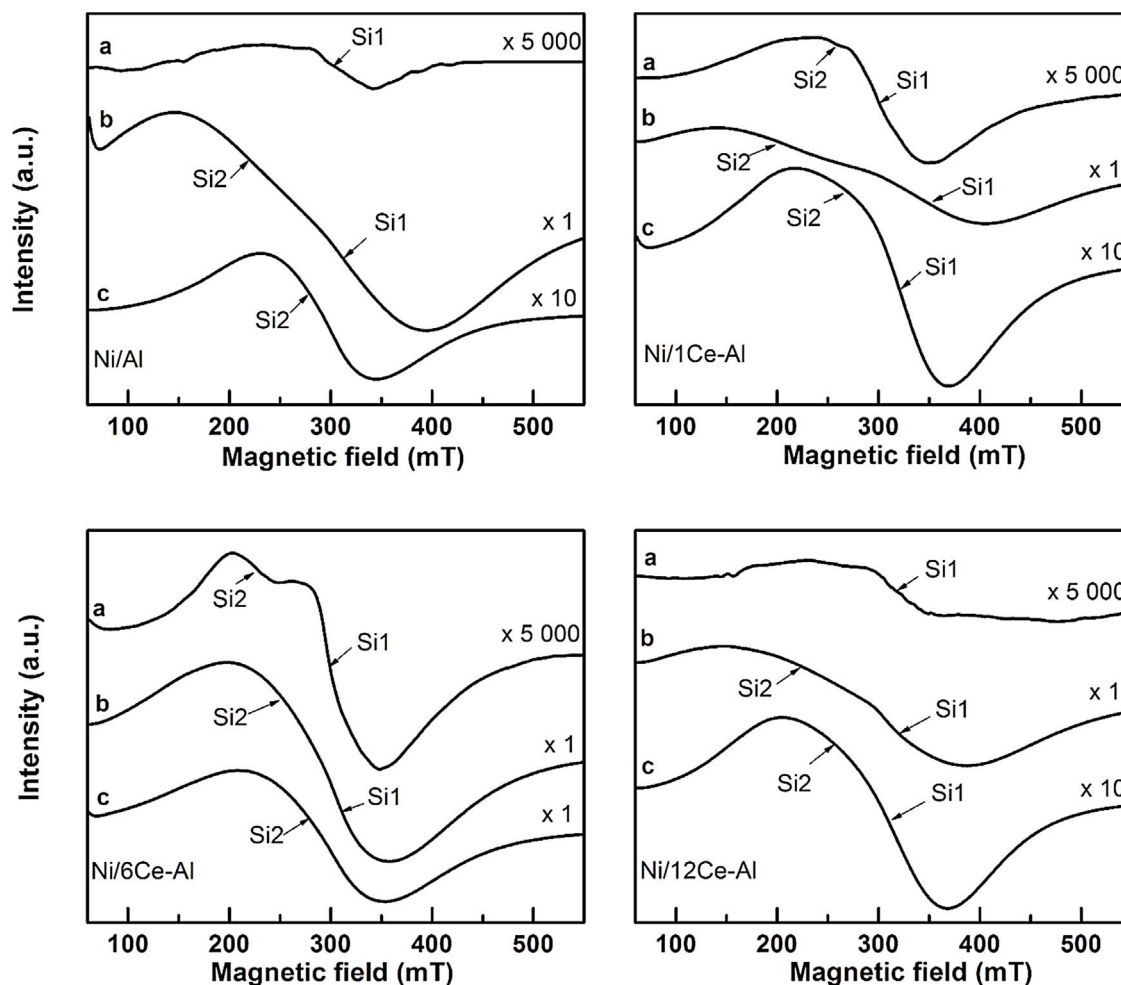 Intensity (a.u.)
a
Si1
x 5 000
b
Si2
Si1
x 1
c
Si2
x 10
Ni/Al
100 200 300 400 500
Magnetic field (mT)
a
Si2
Si1
x 5 000
b
Si2
Si1
x 1
c
Si2
Si1
x 10
Ni/1Ce-Al
100 200 300 400 500
Magnetic field (mT)
Intensity (a.u.)
a
Si2
Si1
x 5 000
b
Si2
Si1
x 1
c
Si2
x 1
Ni/6Ce-Al
100 200 300 400 500
Magnetic field (mT)
a
Si1
x 5 000
b
Si2
Si1
x 1
c
Si2
Si1
x 10
Ni/12Ce-Al
100 200 300 400 500
Magnetic field (mT)